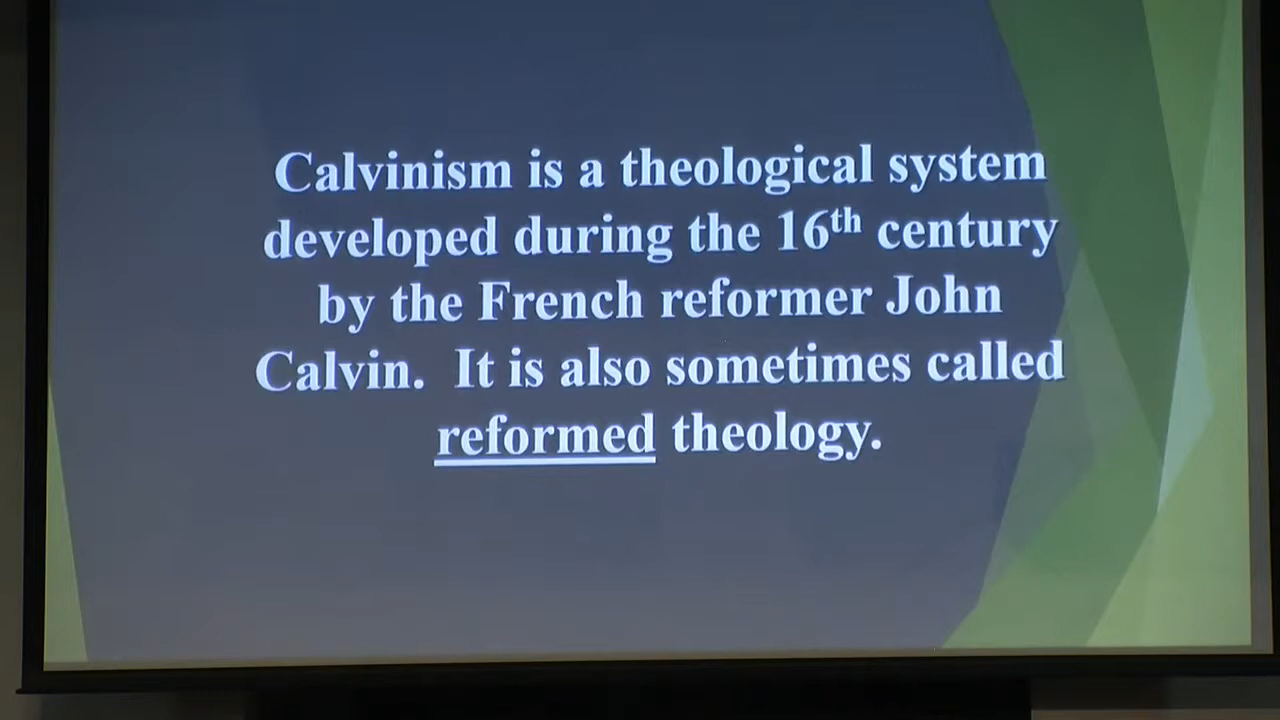 Calvinism is a theological system
developed during the 16th century
by the French reformer John
Calvin.  It is also sometimes called
reformed theology.